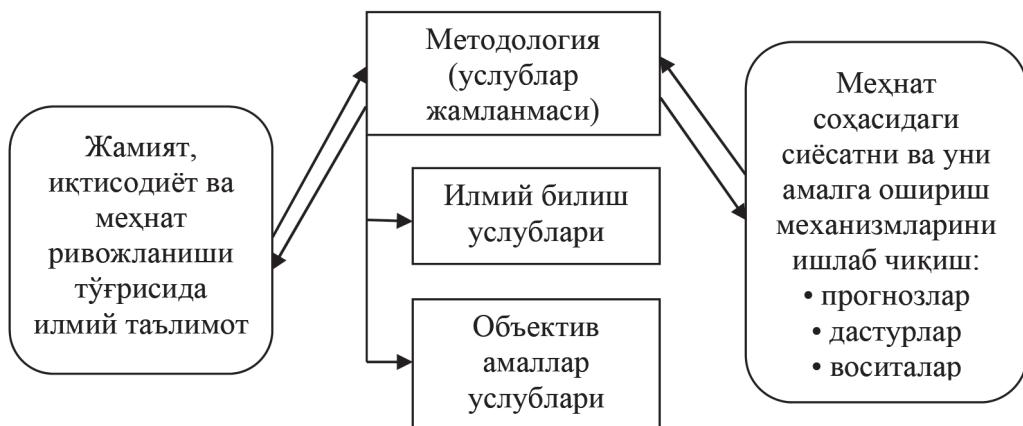 Жамият,
иқтисодиёт ва
меҳнат
ривожланиши
тўғрисида
илмий таълимот
Методология
(услублар
жамланмаси)
Илмий билиш
услублари
Объектив
амаллар
услублари
Меҳнат
соҳасидаги
сиёсатни ва уни
амалга ошириш
механизмларини
ишлаб чиқиш:
• прогнозлар
• дастурлар
• воситалар